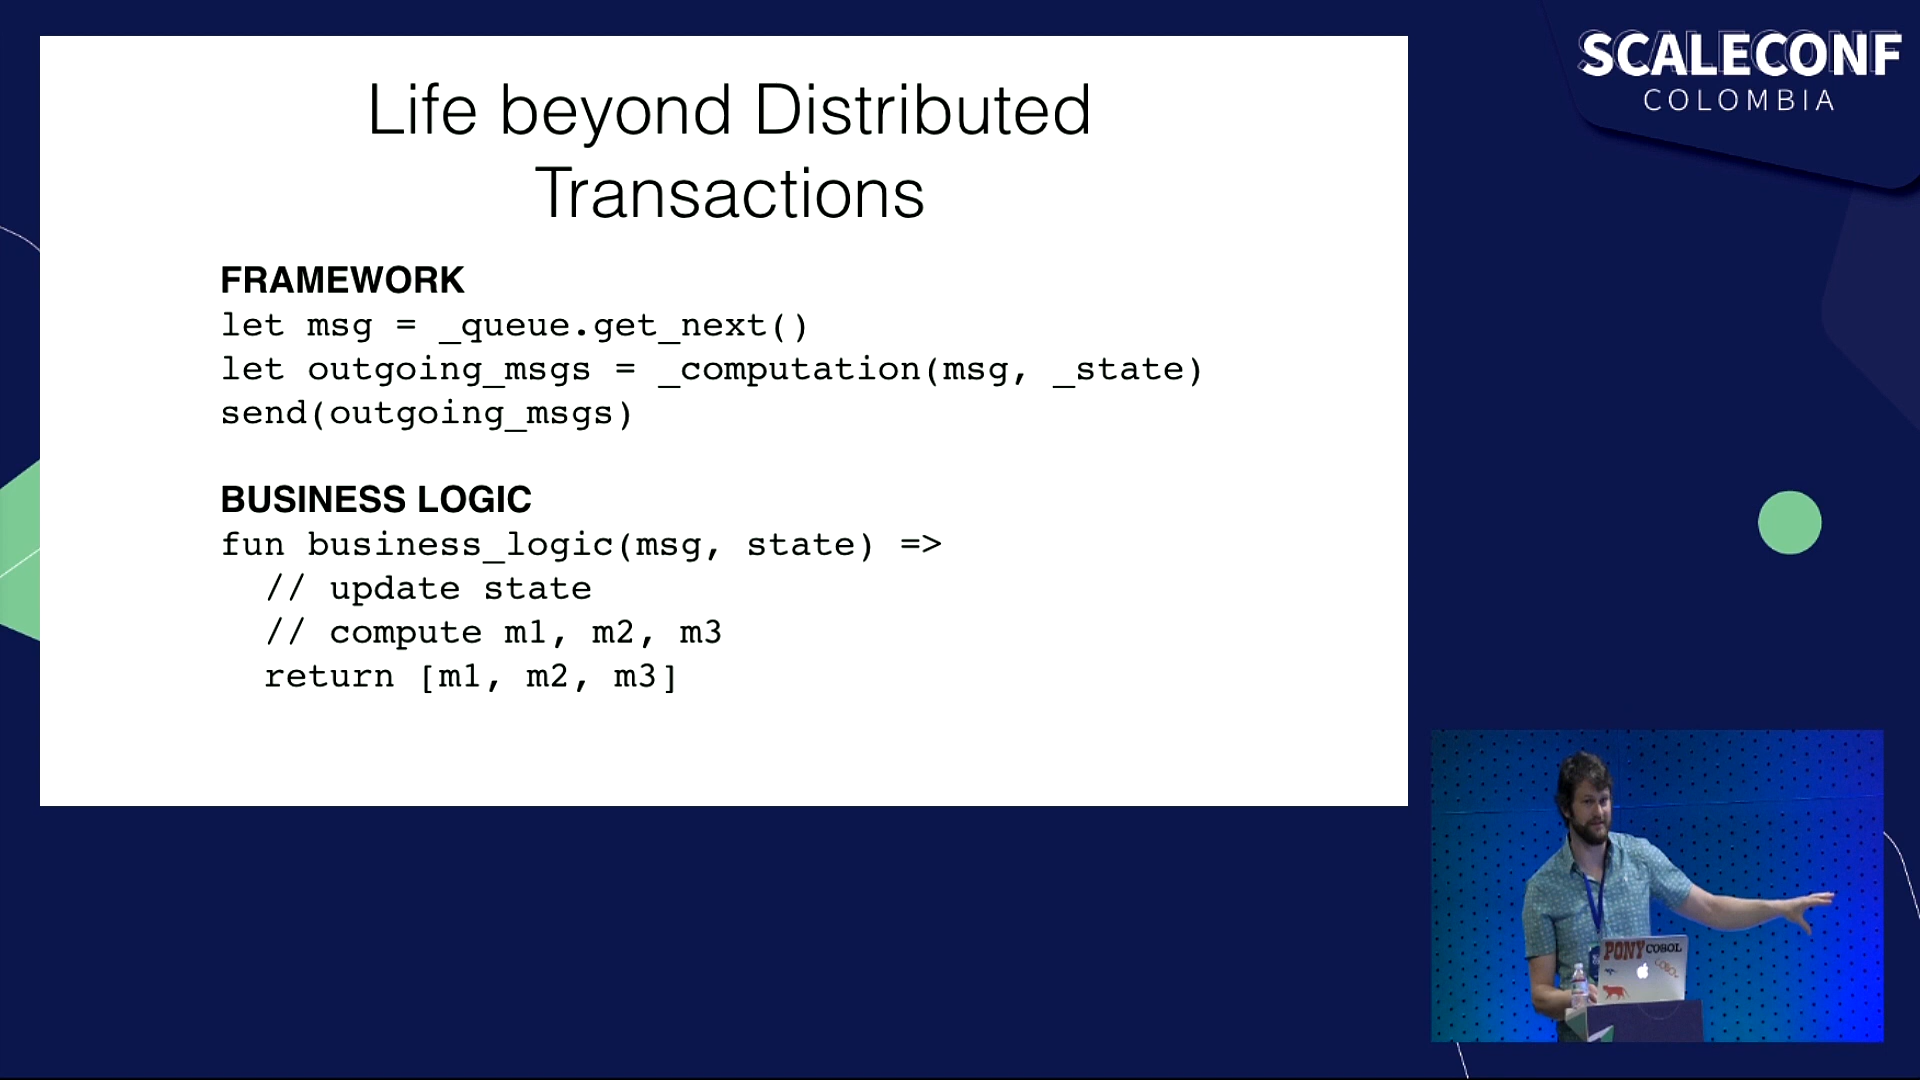 Life beyond Distributed
Transactions
FRAMEWORK
let msg = _queue.get_next()
let outgoing_msgs = _computation(msg, _state)
send(outgoing_msgs)
BUSINESS LOGIC
fun business_logic(msg, state) =>
// update state
// compute m1, m2, m3
return [m1, m2, m3]
SCALECONF
COLOMBIA
PONY COBOL